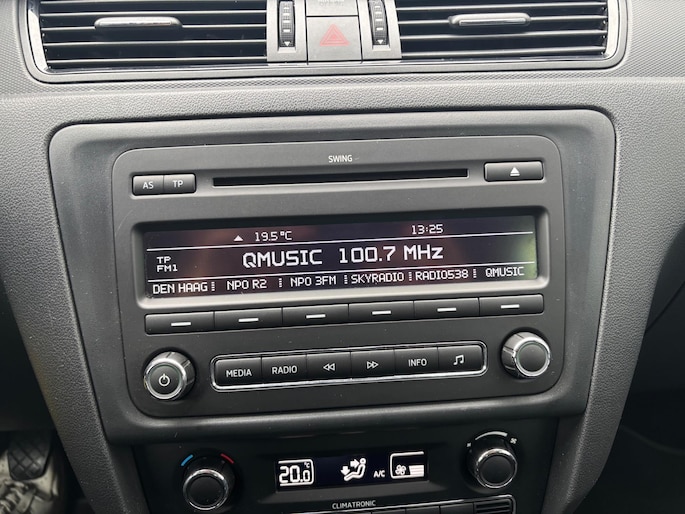 SWING
AS TP
19.5°C 13:25
TP
FM1
QMUSIC 100.7 MHz
DEN HAAG NPO R2 NPO 3FM SKYRADIO RADIO538 QMUSIC
MEDIA RADIO INFO
20.0°C A/C
CLIMATRONIC